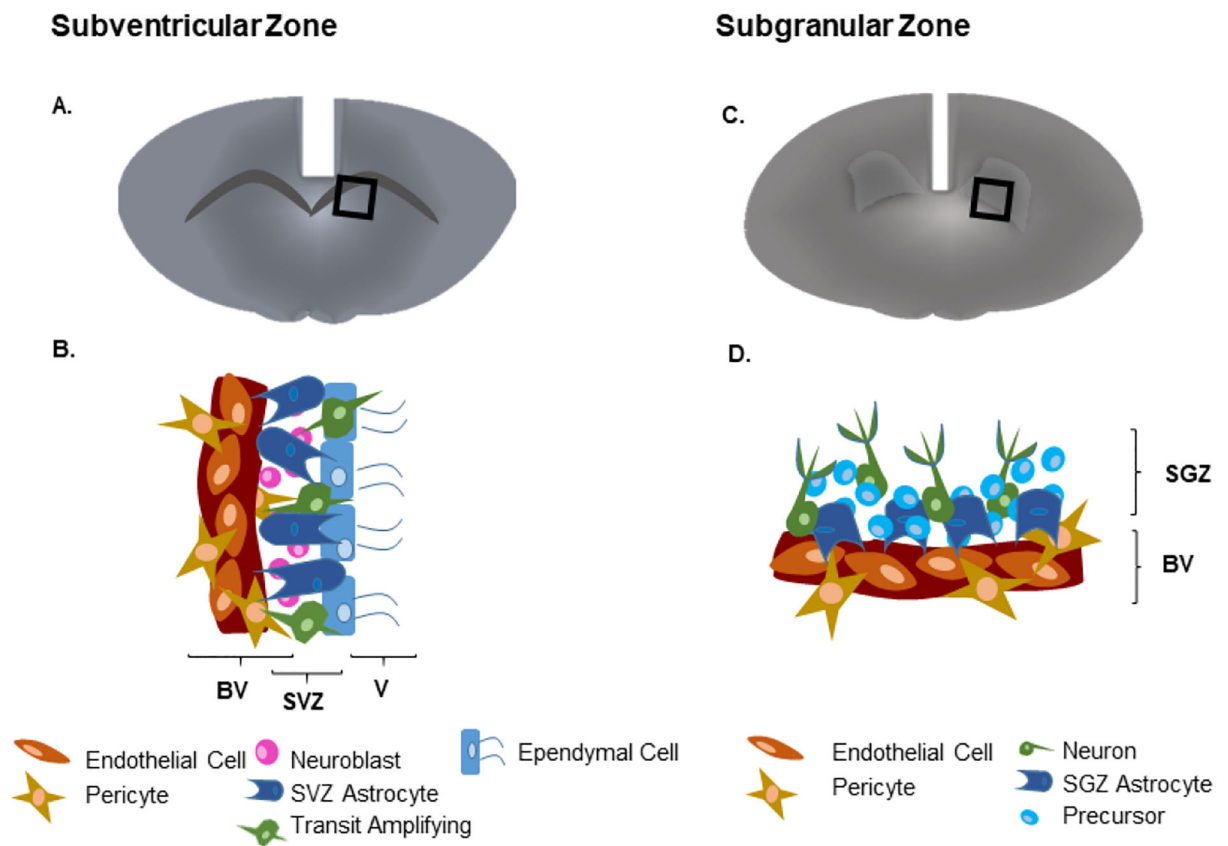 Subventricular Zone
Subgranular Zone
A.
C.
B.
D.
SGZ
BV
BV
SVZ
V
Endothelial Cell
Neuroblast
Ependymal Cell
Pericyte
SVZ Astrocyte
Transit Amplifying
Endothelial Cell
Neuron
Pericyte
SGZ Astrocyte
Precursor